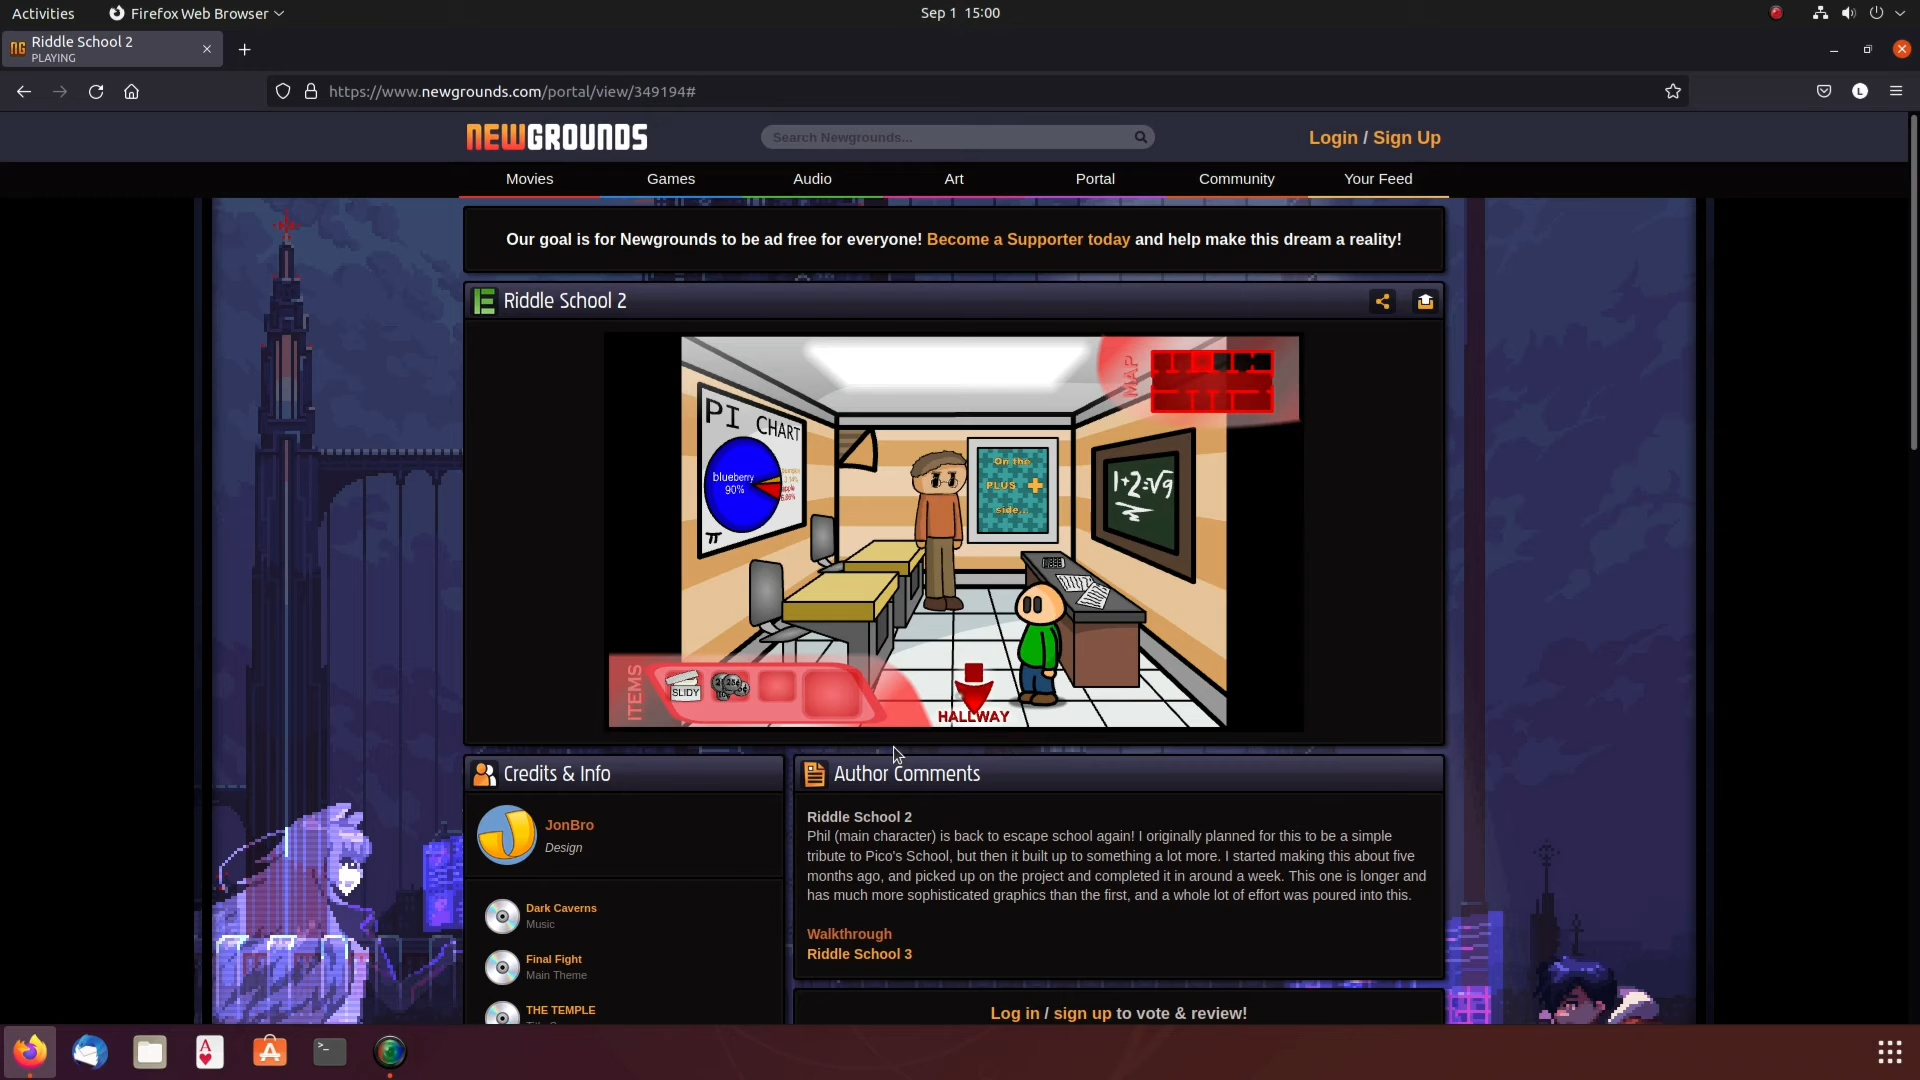 Activities
Firefox Web Browser
Sep 1 15:00
Riddle School 2
PLAYING
https://www.newgrounds.com/portal/view/349194#
L
NEWGROUNDS
Search Newgrounds...
Login / Sign Up
Movies
Games
Audio
Art
Portal
Community
Your Feed
Our goal is for Newgrounds to be ad free for everyone! Become a Supporter today and help make this dream a reality!
E
Riddle School 2
MAP
PI CHART
blueberry
90%
π
On the
PLUS +
side...
1+2=√9
ITEMS
SLIDY
25¢
HALLWAY
Credits & Info
JonBro
Design
Dark Caverns
Music
Final Fight
Main Theme
THE TEMPLE
Author Comments
Riddle School 2
Phil (main character) is back to escape school again! I originally planned for this to be a simple
tribute to Pico's School, but then it built up to something a lot more. I started making this about five
months ago, and picked up on the project and completed it in around a week. This one is longer and
has much more sophisticated graphics than the first, and a whole lot of effort was poured into this.
Walkthrough
Riddle School 3
Log in / sign up to vote & review!